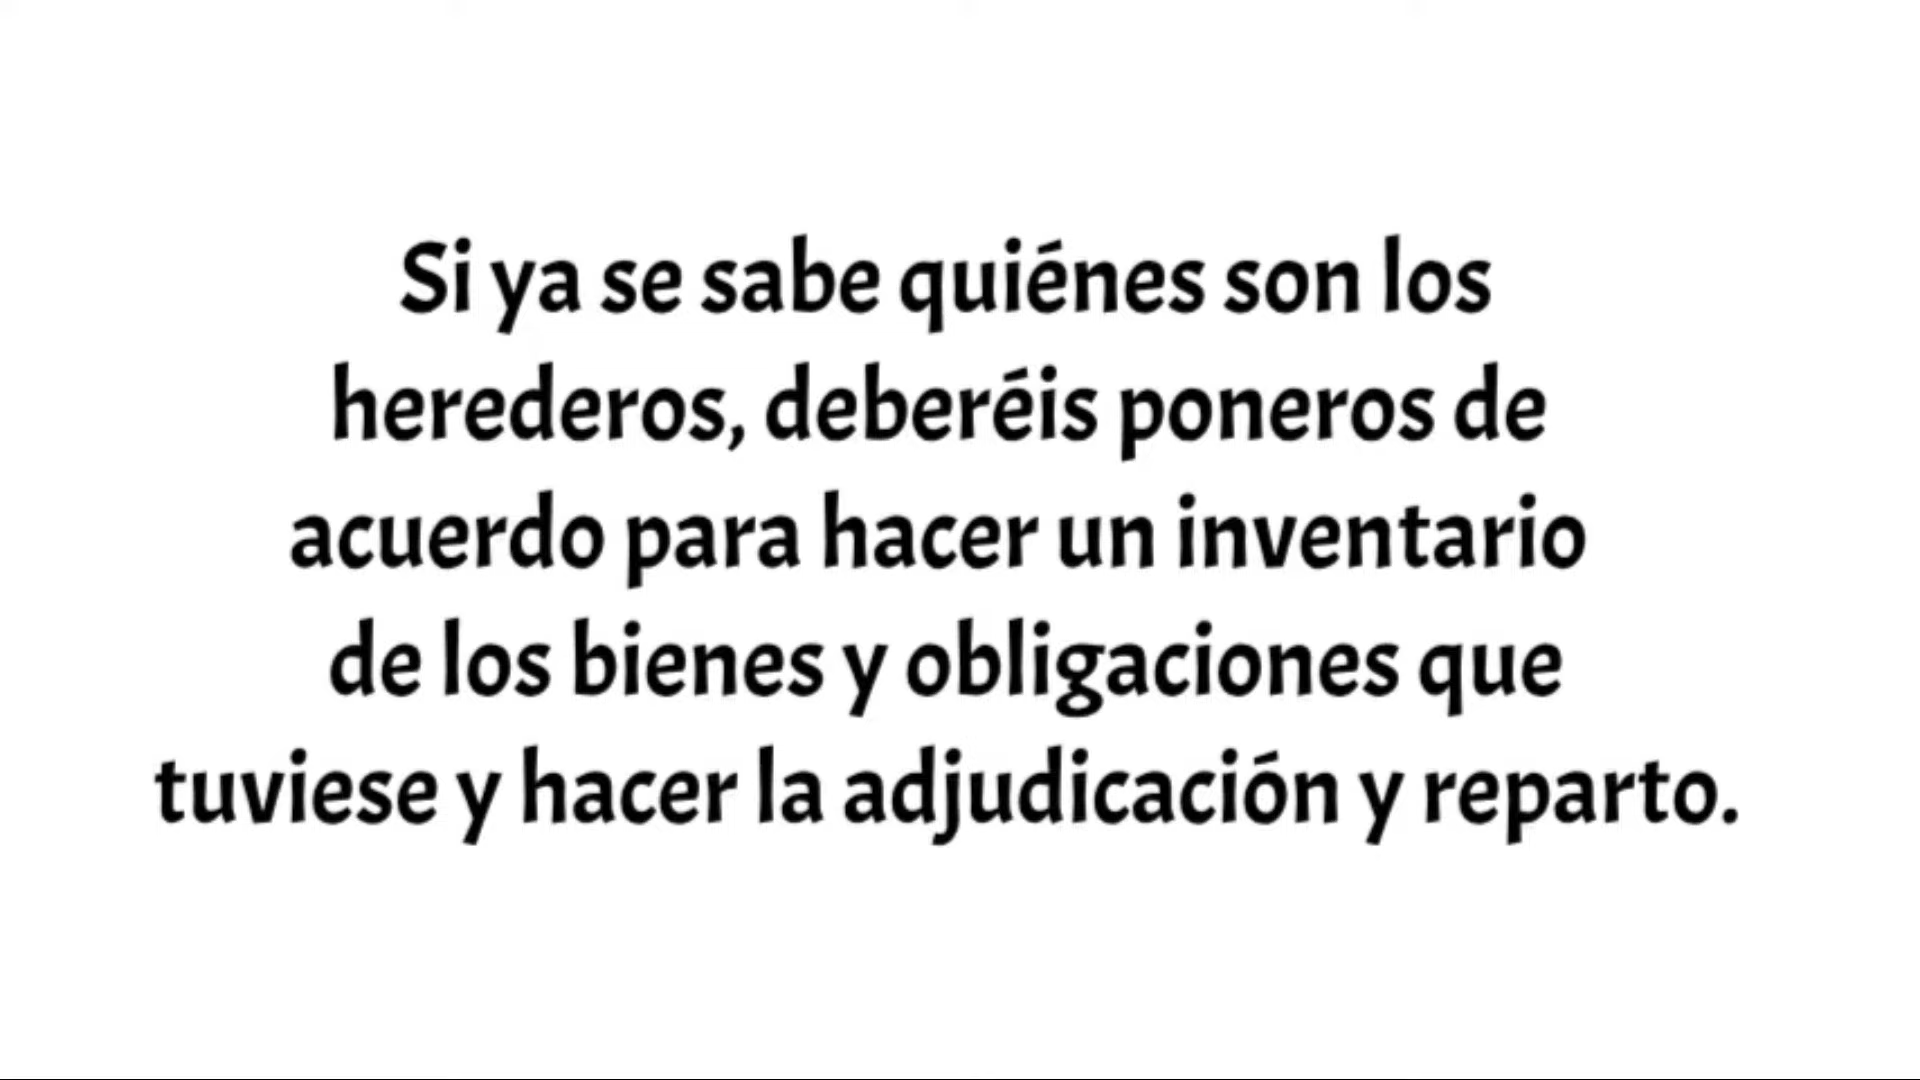 Si ya se sabe quiénes son los
herederos, deberéis poneros de
acuerdo para hacer un inventario
de los bienes y obligaciones que
tuviese y hacer la adjudicación y reparto.